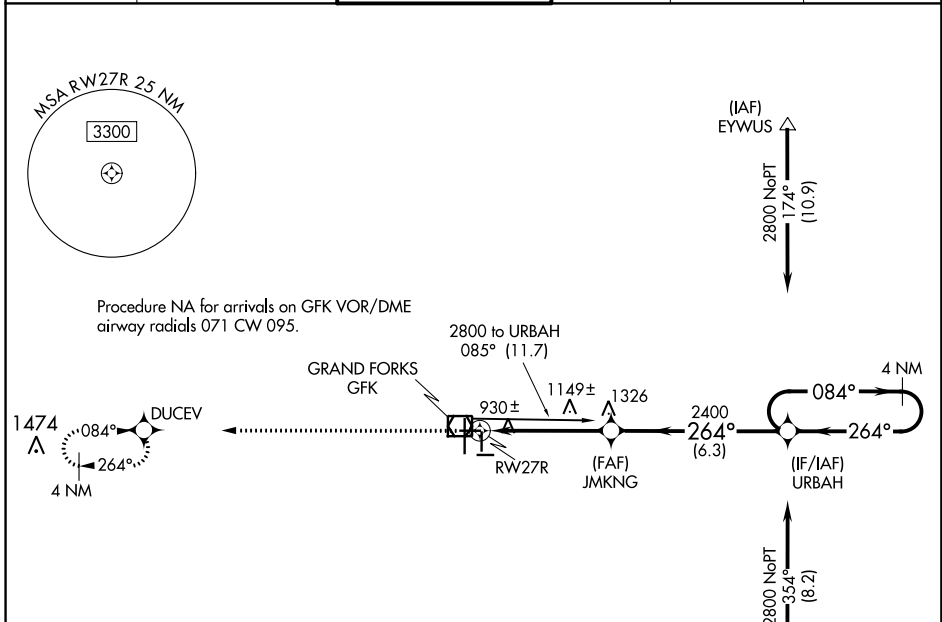 MSA RW27R 25 NM
3300
(IAF)
EYWUS
2800 NoPT
174°
(10.9)
Procedure NA for arrivals on GFK VOR/DME
airway radials 071 CW 095.
2800 to URBAH
085° (11.7)
GRAND FORKS
GFK
930±
1149±
1326
2400
264°
(6.3)
4 NM
084°
264°
1474
084°
DUCEV
264°
4 NM
RW27R
(FAF)
JMKNG
(IF/IAF)
URBAH
2800 NoPT
354°
(8.2)